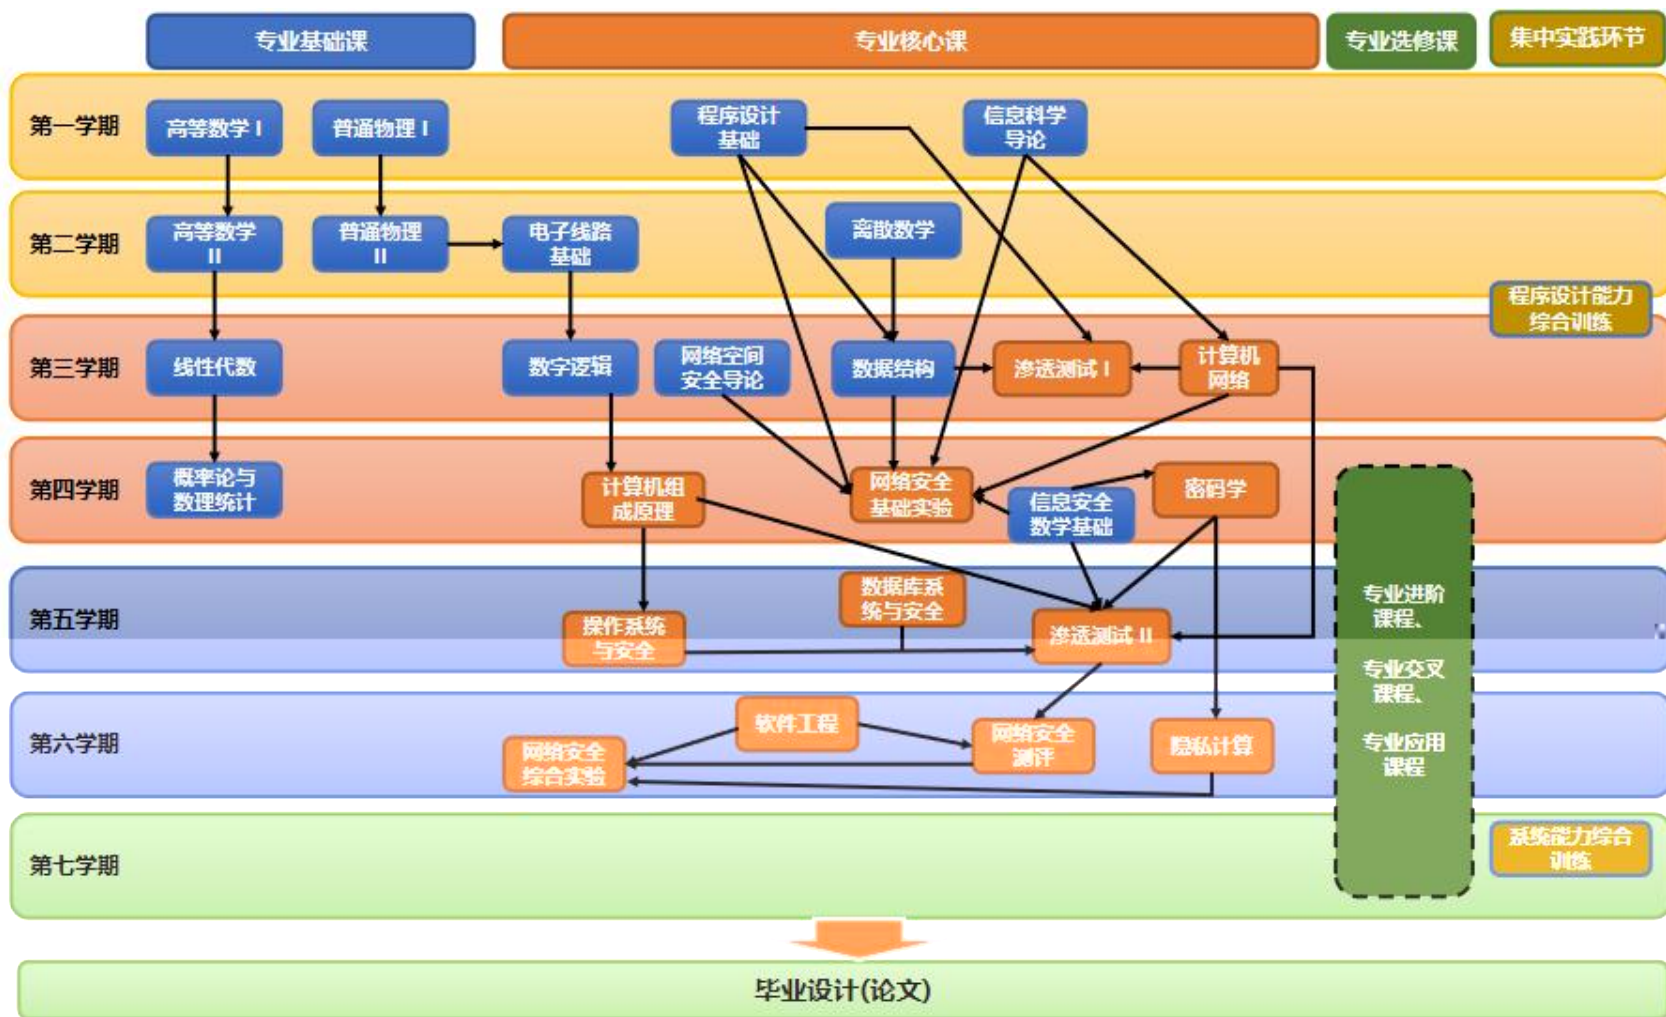 专业基础课
专业核心课
专业选修课
集中实践环节
第一学期
高等数学 I
普通物理 I
程序设计
基础
信息科学
导论
第二学期
高等数学
II
普通物理
II
电子线路
基础
离散数学
程序设计能力
综合训练
第三学期
线性代数
数字逻辑
网络空间
安全导论
数据结构
渗透测试 I
计算机
网络
第四学期
概率论与
数理统计
计算机组
成原理
网络安全
基础实验
信息安全
数学基础
密码学
第五学期
操作系统
与安全
数据库系
统与安全
渗透测试 II
专业进阶
课程、
专业交叉
课程、
专业应用
课程
第六学期
网络安全
综合实验
软件工程
网络安全
测评
隐私计算
第七学期
系统能力综合
训练
毕业设计(论文)